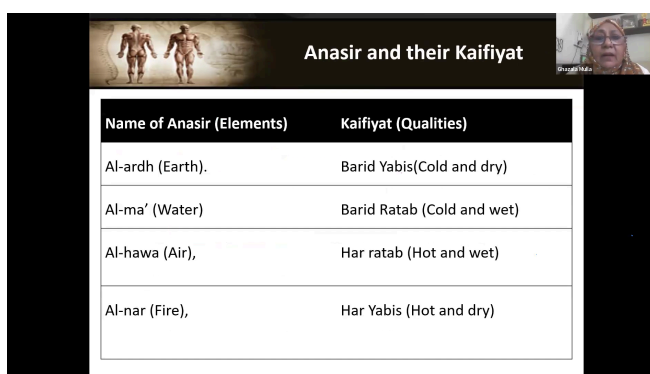 Anasir and their Kaifiyat
Ghazala Mulla
Name of Anasir (Elements) Kaifiyat (Qualities)
Al-ardh (Earth). Barid Yabis(Cold and dry)
Al-ma’ (Water) Barid Ratab (Cold and wet)
Al-hawa (Air), Har ratab (Hot and wet)
Al-nar (Fire), Har Yabis (Hot and dry)